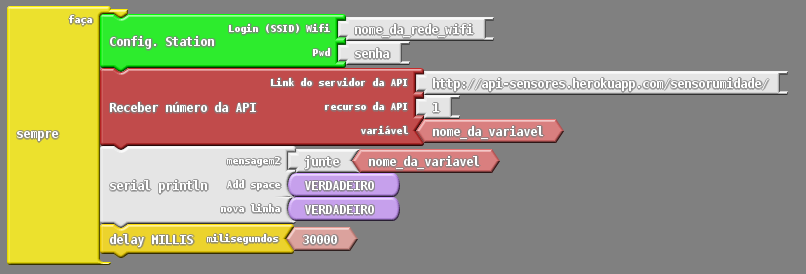 faça
Login (SSID) Wifi nome_da_rede_wifi
Config. Station
Pwd senha
Link do servidor da API http://api-sensores.herokuapp.com/sensorumidade/
Receber número da API recurso da API 1
variável nome_da_variavel
sempre
mensagem2 junte nome_da_variavel
serial println Add space VERDADEIRO
nova linha VERDADEIRO
delay MILLIS milisegundos 30000